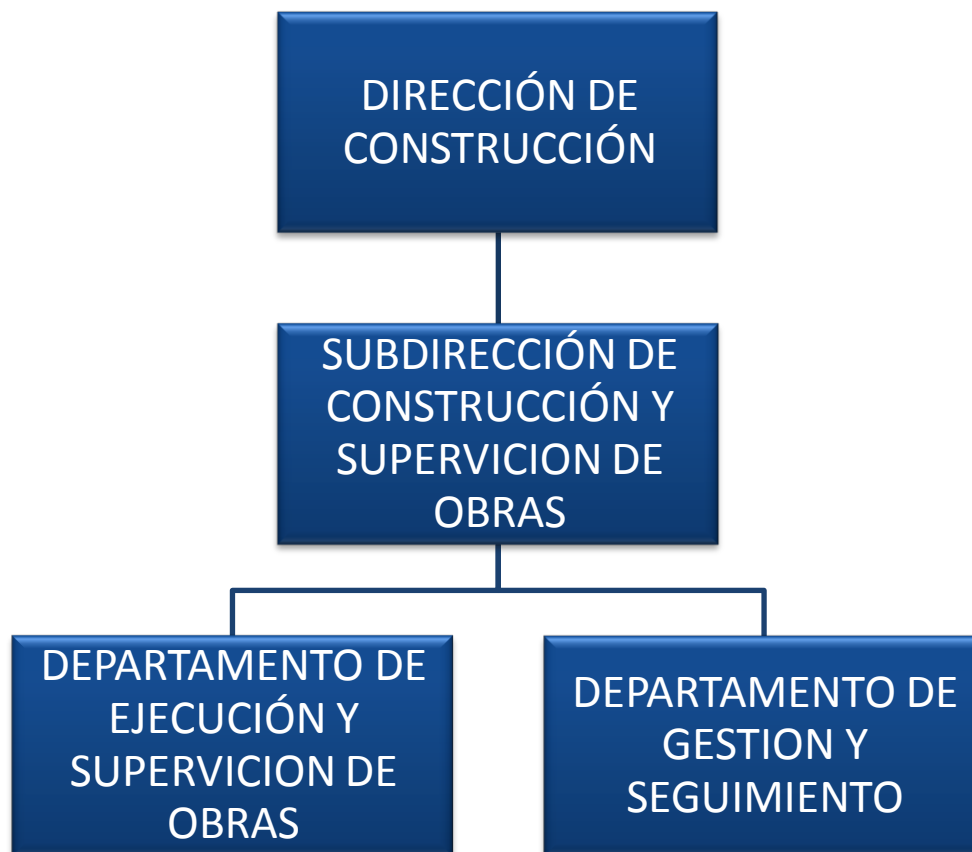 DIRECCIÓN DE
CONSTRUCCIÓN
SUBDIRECCIÓN DE
CONSTRUCCIÓN Y
SUPERVICION DE
OBRAS
DEPARTAMENTO DE
EJECUCIÓN Y
SUPERVICION DE
OBRAS
DEPARTAMENTO DE
GESTION Y
SEGUIMIENTO